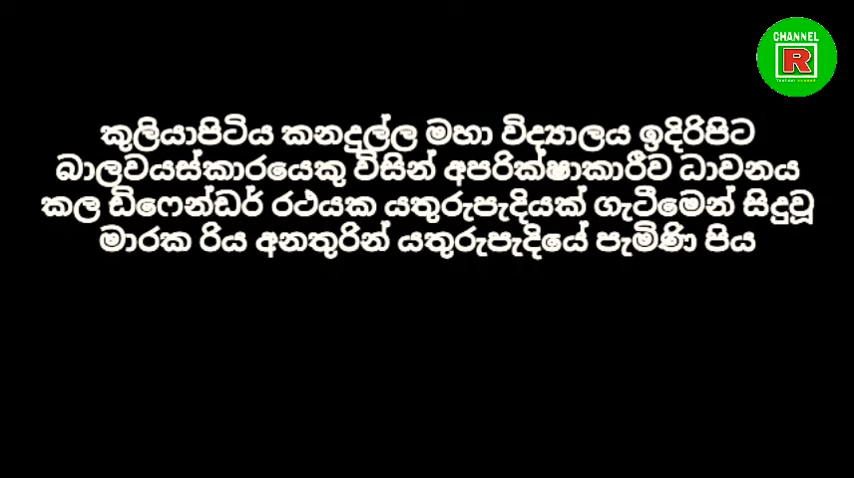 CHANNEL
R
කුලියාපිටිය කනදුල්ල මහා විද්‍යාලය ඉදිරිපිට
බාලවයස්කාරයෙකු විසින් අපරික්ෂාකාරීව ධාවනය
කල ඩිෆෙන්ඩර් රථයක යතුරුපැදියක් ගැටීමෙන් සිදුවූ
මාරක රිය අනතුරින් යතුරුපැදියේ පැමිණි පිය